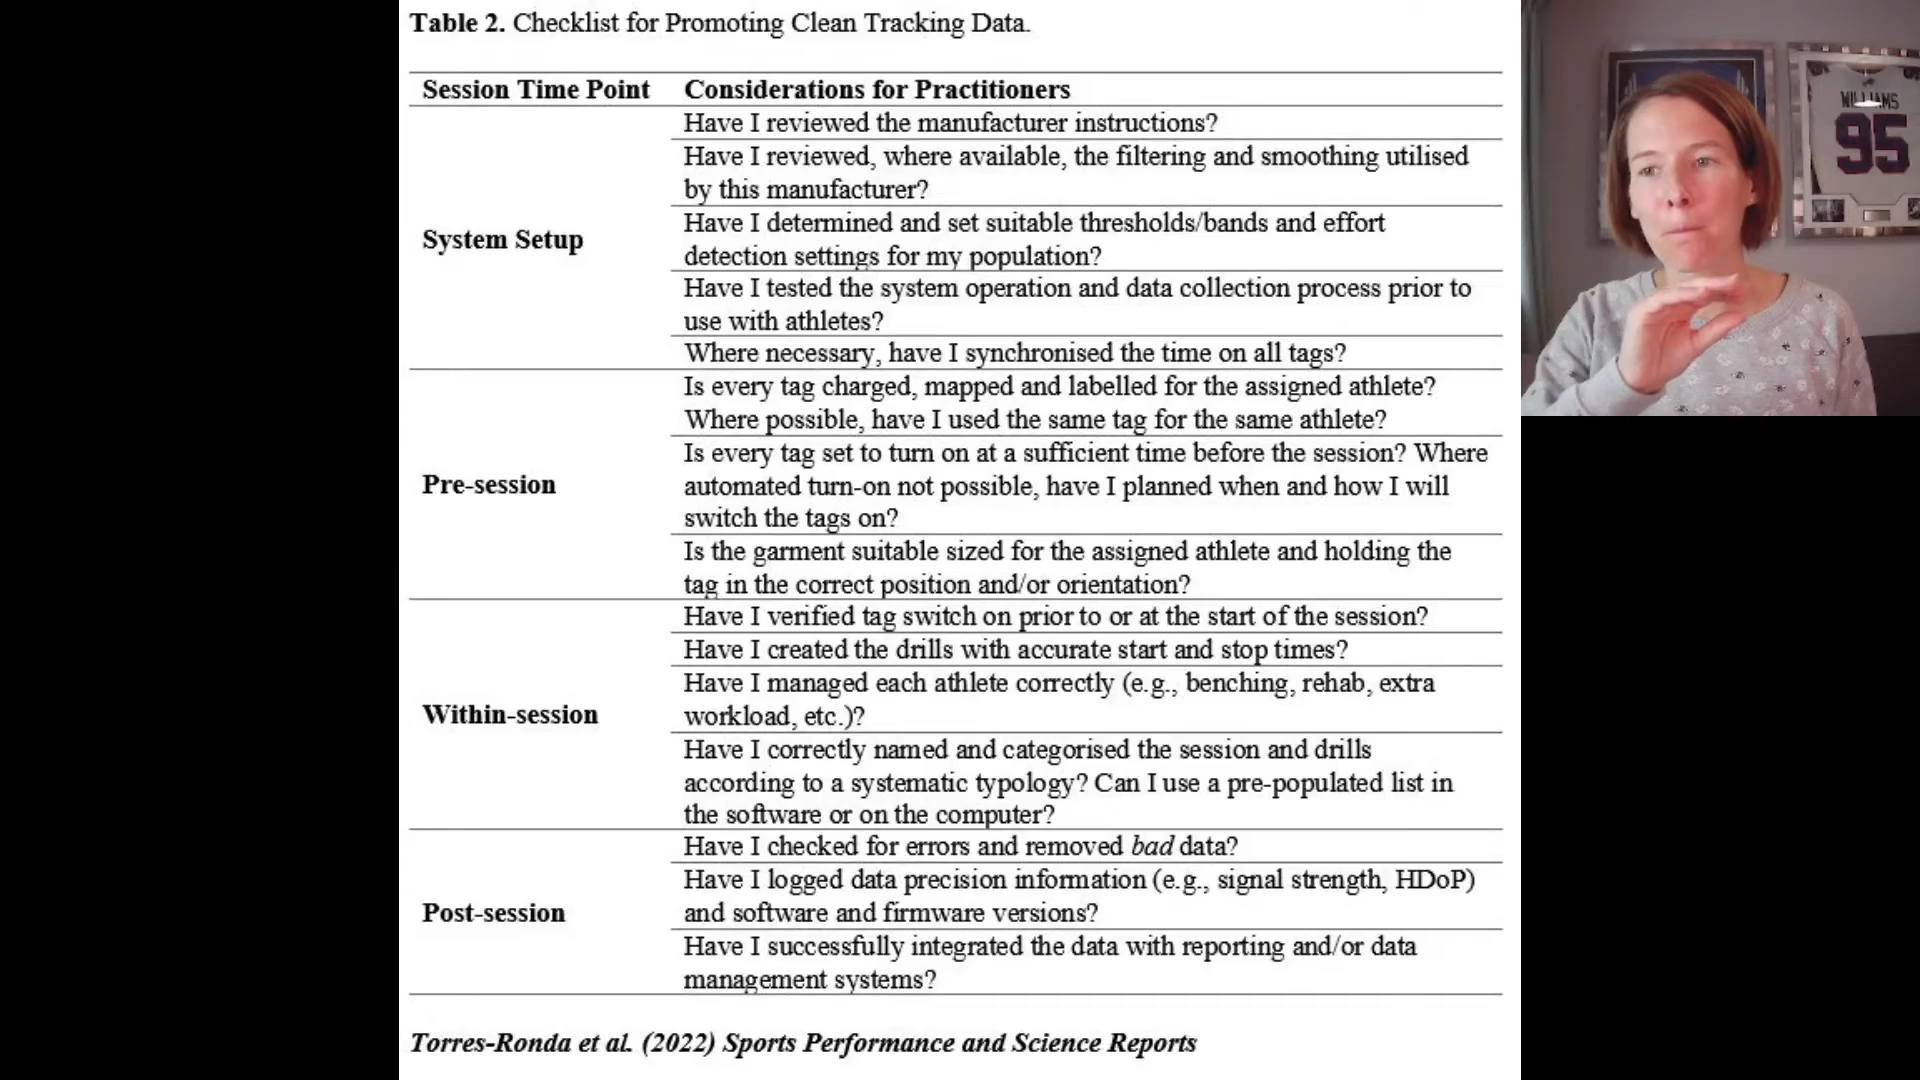 Table 2. Checklist for Promoting Clean Tracking Data.
Session Time Point
Considerations for Practitioners
System Setup
Have I reviewed the manufacturer instructions?
Have I reviewed, where available, the filtering and smoothing utilised
by this manufacturer?
Have I determined and set suitable thresholds/bands and effort
detection settings for my population?
Have I tested the system operation and data collection process prior to
use with athletes?
Where necessary, have I synchronised the time on all tags?
Pre-session
Is every tag charged, mapped and labelled for the assigned athlete?
Where possible, have I used the same tag for the same athlete?
Is every tag set to turn on at a sufficient time before the session? Where
automated turn-on not possible, have I planned when and how I will
switch the tags on?
Is the garment suitable sized for the assigned athlete and holding the
tag in the correct position and/or orientation?
Within-session
Have I verified tag switch on prior to or at the start of the session?
Have I created the drills with accurate start and stop times?
Have I managed each athlete correctly (e.g., benching, rehab, extra
workload, etc.)?
Have I correctly named and categorised the session and drills
according to a systematic typology? Can I use a pre-populated list in
the software or on the computer?
Post-session
Have I checked for errors and removed bad data?
Have I logged data precision information (e.g., signal strength, HDoP)
and software and firmware versions?
Have I successfully integrated the data with reporting and/or data
management systems?
Torres-Ronda et al. (2022) Sports Performance and Science Reports
WILLIAMS
95